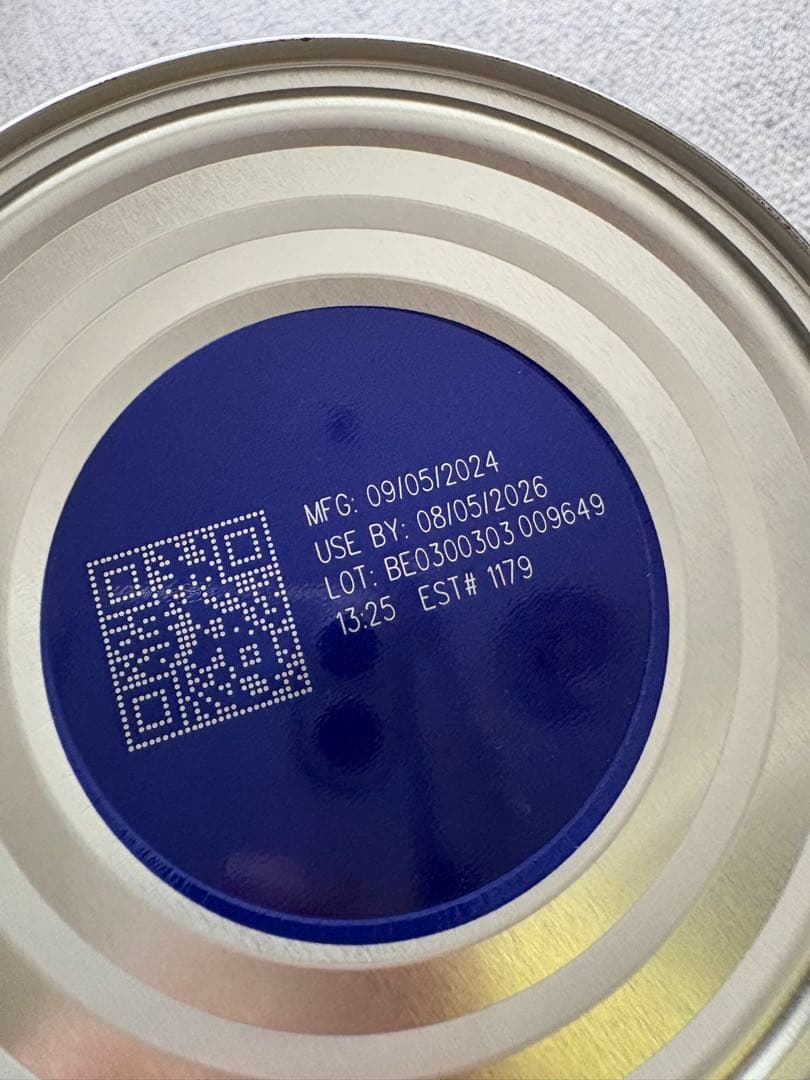 MFG: 09/05/2024
USE BY: 08/05/2026
LOT: BE0300303 009649
13:25 EST# 1179